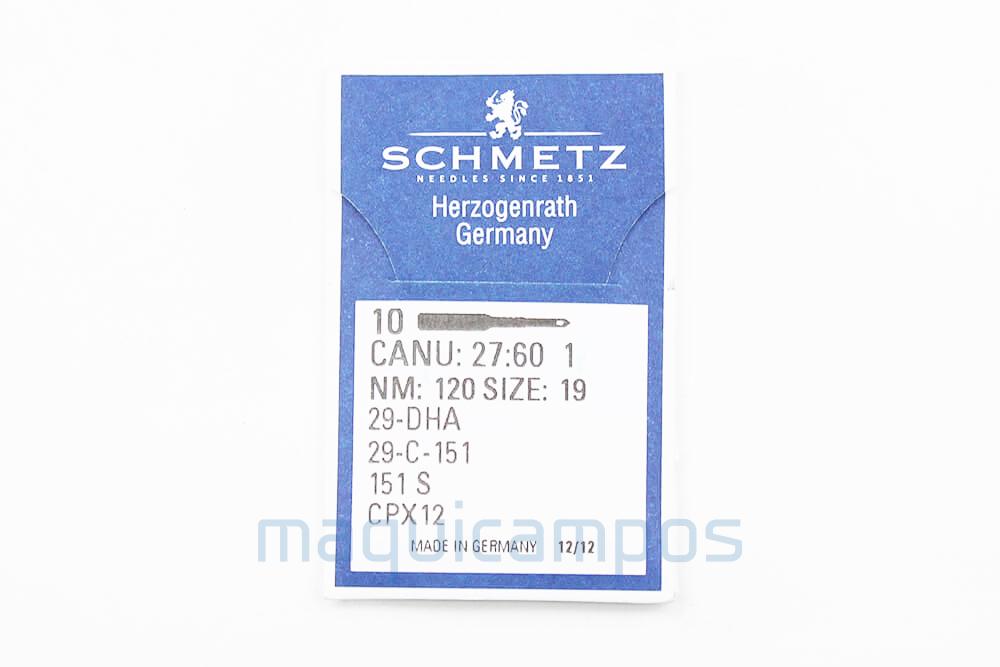 SCHMETZ
NEEDLES SINCE 1851
Herzogenrath
Germany
10
CANU: 27:60 1
NM: 120 SIZE: 19
29-DHA
29-C-151
151 S
CPX12
maquicampos
MADE IN GERMANY 12/12